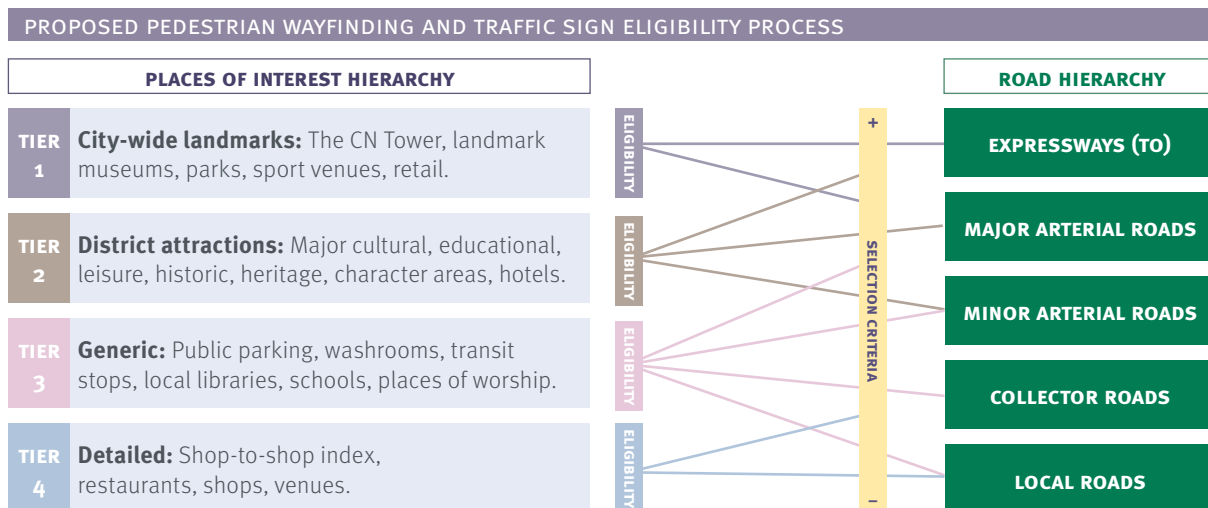 PROPOSED PEDESTRIAN WAYFINDING AND TRAFFIC SIGN ELIGIBILITY PROCESS
PLACES OF INTEREST HIERARCHY
ROAD HIERARCHY
TIER 1
City-wide landmarks: The CN Tower, landmark
museums, parks, sport venues, retail.
ELIGIBILITY
TIER 2
District attractions: Major cultural, educational,
leisure, historic, heritage, character areas, hotels.
ELIGIBILITY
TIER 3
Generic: Public parking, washrooms, transit
stops, local libraries, schools, places of worship.
ELIGIBILITY
TIER 4
Detailed: Shop-to-shop index,
restaurants, shops, venues.
ELIGIBILITY
+
SELECTION CRITERIA
–
EXPRESSWAYS (TO)
MAJOR ARTERIAL ROADS
MINOR ARTERIAL ROADS
COLLECTOR ROADS
LOCAL ROADS